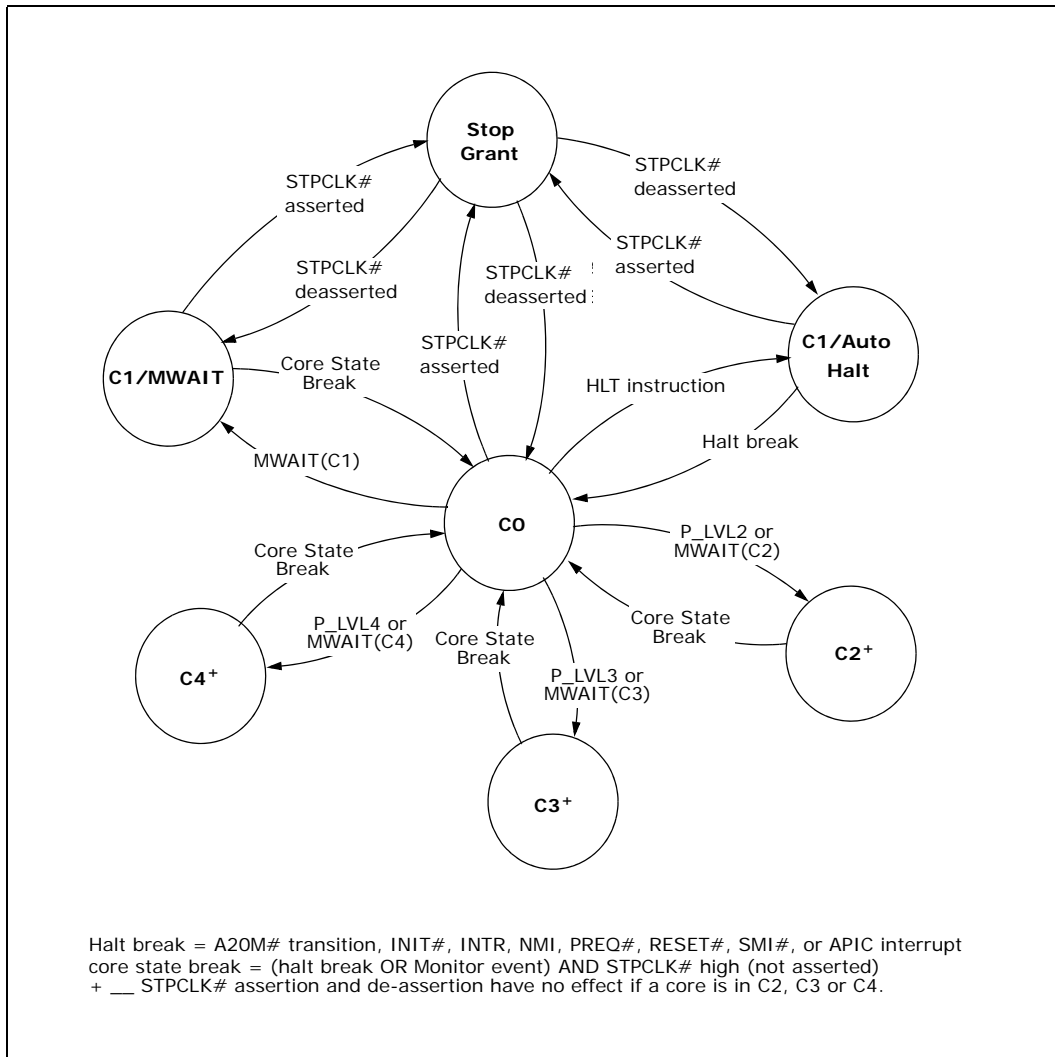 Stop
Grant
STPCLK#
asserted
STPCLK#
deasserted
STPCLK#
deasserted
STPCLK#
asserted
STPCLK#
deasserted
STPCLK#
asserted
C1/MWAIT
C1/Auto
Halt
Core State
Break
HLT instruction
MWAIT(C1)
Halt break
C0
Core State
Break
P_LVL2 or
MWAIT(C2)
P_LVL4 or
MWAIT(C4)
Core State
Break
Core State
Break
P_LVL3 or
MWAIT(C3)
C4+
C2+
C3+
Halt break = A20M# transition, INIT#, INTR, NMI, PREQ#, RESET#, SMI#, or APIC interrupt
core state break = (halt break OR Monitor event) AND STPCLK# high (not asserted)
+ __ STPCLK# assertion and de-assertion have no effect if a core is in C2, C3 or C4.